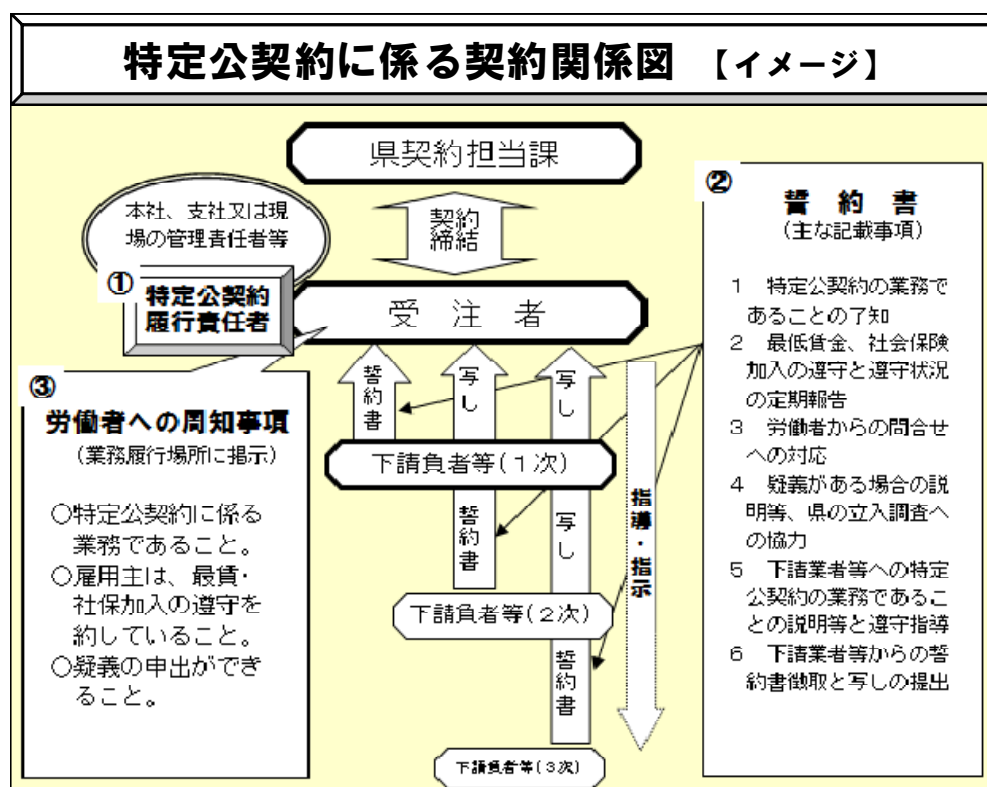 特定公契約に係る契約関係図 【イメージ】
県契約担当課
契約
締結
本社、支社又は現
場の管理責任者等
①
特定公契約
履行責任者
受注者
②
誓約書
(主な記載事項)
1 特定公契約の業務で
あることの了知
2 最低賃金、社会保険
加入の遵守と遵守状況
の定期報告
3 労働者からの問合せ
への対応
4 疑義がある場合の説
明等、県の立入調査へ
の協力
5 下請業者等への特定
公契約の業務であるこ
との説明等と遵守指導
6 下請業者等からの誓
約書徴取と写しの提出
③
労働者への周知事項
(業務履行場所に掲示)
○特定公契約に係る
業務であること。
○雇用主は、最賃・
社保加入の遵守を
約していること。
○疑義の申出ができ
ること。
誓約書
写し
写し
下請負者等(1次)
誓約書
写し
指導・指示
下請負者等(2次)
誓約書
下請負者等(3次)